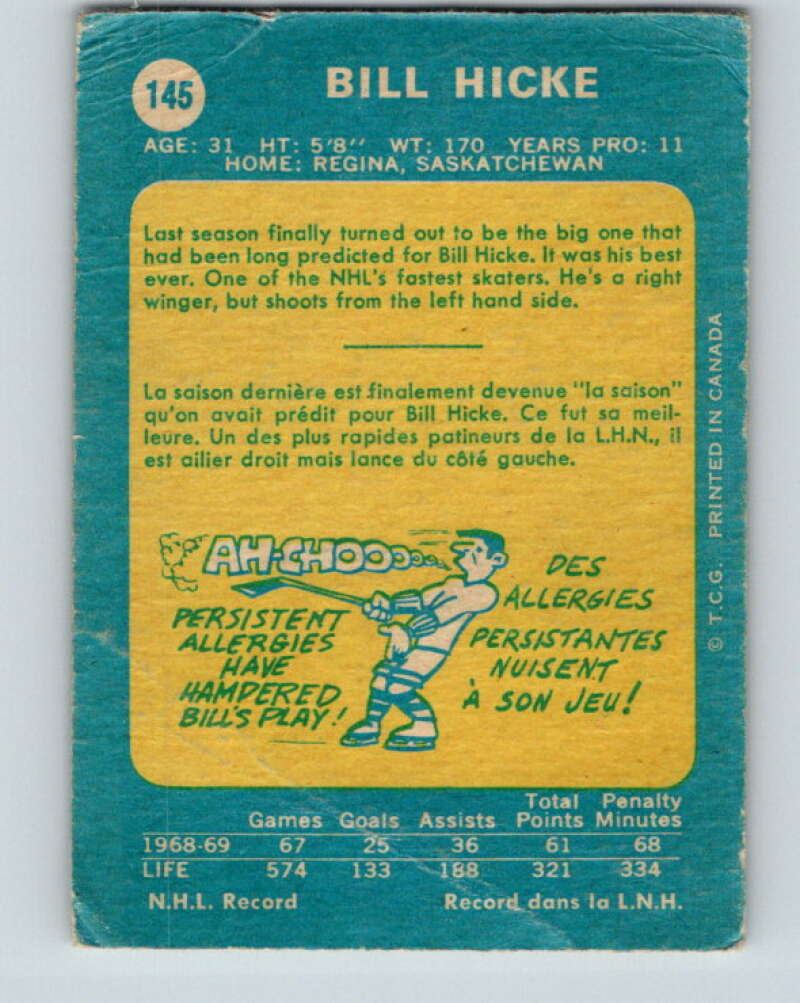 145
BILL HICKE
AGE: 31 HT: 5'8'' WT: 170 YEARS PRO: 11
HOME: REGINA, SASKATCHEWAN
Last season finally turned out to be the big one that
had been long predicted for Bill Hicke. It was his best
ever. One of the NHL's fastest skaters. He's a right
winger, but shoots from the left hand side.
La saison dernière est finalement devenue "la saison"
qu'on avait prédit pour Bill Hicke. Ce fut sa meil-
leure. Un des plus rapides patineurs de la L.H.N., il
est ailier droit mais lance du côté gauche.
AH-CHOOOOOO
PERSISTENT
ALLERGIES
HAVE
HAMPERED
BILL'S PLAY!
DES
ALLERGIES
PERSISTANTES
NUISENT
À SON JEU!
© T.C.G. PRINTED IN CANADA
Total Penalty
Games Goals Assists Points Minutes
1968-69 67 25 36 61 68
LIFE 574 133 188 321 334
N.H.L. Record Record dans la L.N.H.